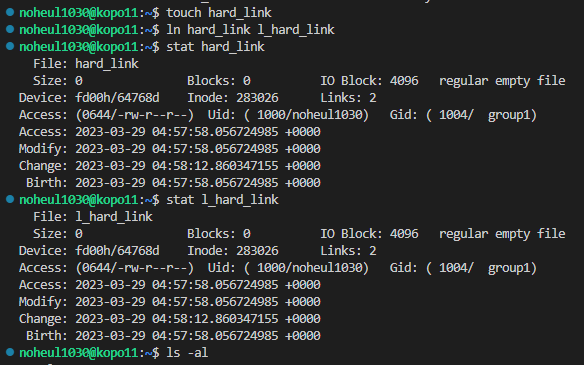 noheul1030@kopo11:~$ touch hard_link
noheul1030@kopo11:~$ ln hard_link l_hard_link
noheul1030@kopo11:~$ stat hard_link
  File: hard_link
  Size: 0               Blocks: 0          IO Block: 4096   regular empty file
Device: fd00h/64768d    Inode: 283026      Links: 2
Access: (0644/-rw-r--r--)  Uid: ( 1000/noheul1030)   Gid: ( 1004/  group1)
Access: 2023-03-29 04:57:58.056724985 +0000
Modify: 2023-03-29 04:57:58.056724985 +0000
Change: 2023-03-29 04:58:12.860347155 +0000
 Birth: 2023-03-29 04:57:58.056724985 +0000
noheul1030@kopo11:~$ stat l_hard_link
  File: l_hard_link
  Size: 0               Blocks: 0          IO Block: 4096   regular empty file
Device: fd00h/64768d    Inode: 283026      Links: 2
Access: (0644/-rw-r--r--)  Uid: ( 1000/noheul1030)   Gid: ( 1004/  group1)
Access: 2023-03-29 04:57:58.056724985 +0000
Modify: 2023-03-29 04:57:58.056724985 +0000
Change: 2023-03-29 04:58:12.860347155 +0000
 Birth: 2023-03-29 04:57:58.056724985 +0000
noheul1030@kopo11:~$ ls -al